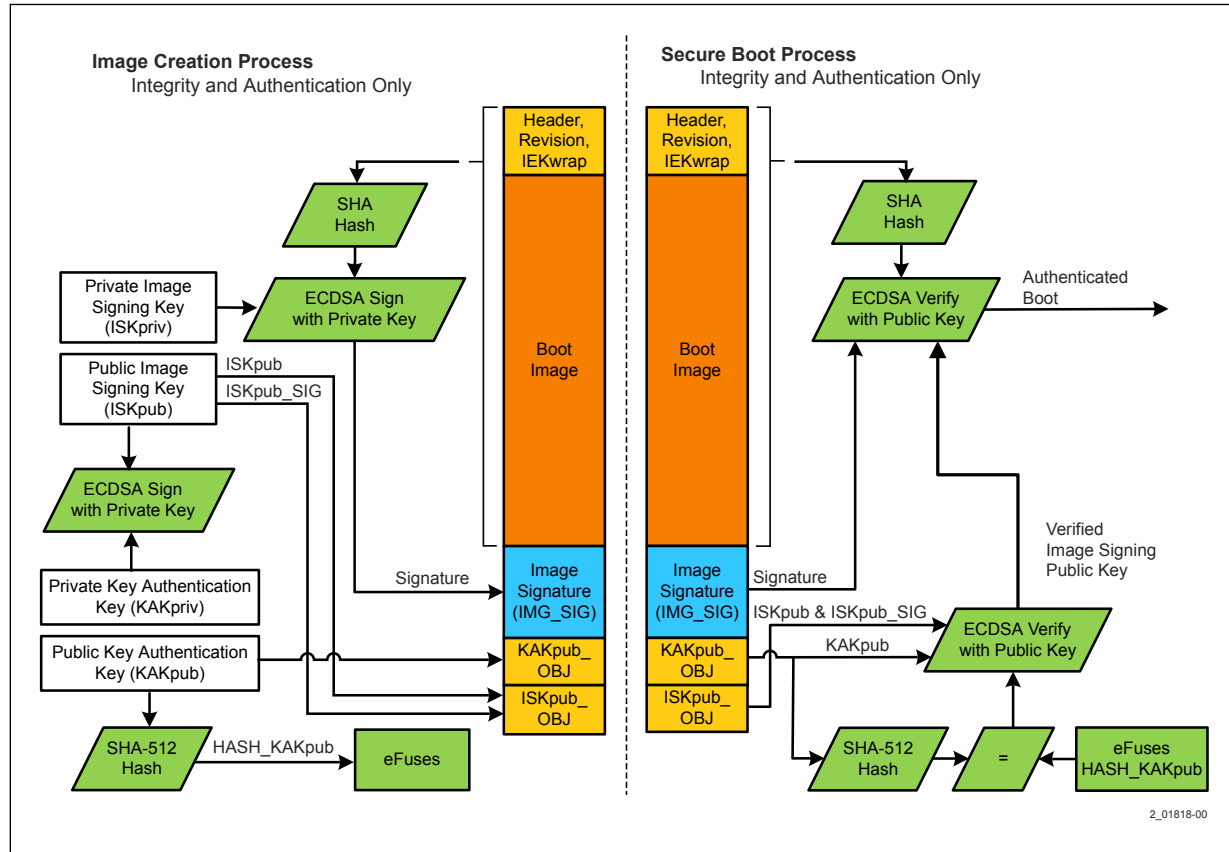 Image Creation Process
Integrity and Authentication Only
Header,
Revision,
IEKwrap
SHA
Hash
Private Image
Signing Key
(ISKpriv)
ECDSA Sign
with Private Key
Public Image
Signing Key
(ISKpub)
ISKpub
ISKpub_SIG
Boot
Image
ECDSA Sign
with Private Key
Private Key Authentication
Key (KAKpriv)
Signature
Image
Signature
(IMG_SIG)
Public Key Authentication
Key (KAKpub)
KAKpub_
OBJ
ISKpub_
OBJ
SHA-512
Hash
HASH_KAKpub
eFuses
Secure Boot Process
Integrity and Authentication Only
Header,
Revision,
IEKwrap
SHA
Hash
ECDSA Verify
with Public Key
Authenticated
Boot
Boot
Image
Verified
Image Signing
Public Key
Image
Signature
(IMG_SIG)
Signature
ISKpub & ISKpub_SIG
KAKpub_
OBJ
KAKpub
ECDSA Verify
with Public Key
ISKpub_
OBJ
SHA-512
Hash
=
eFuses
HASH_KAKpub
2_01818-00